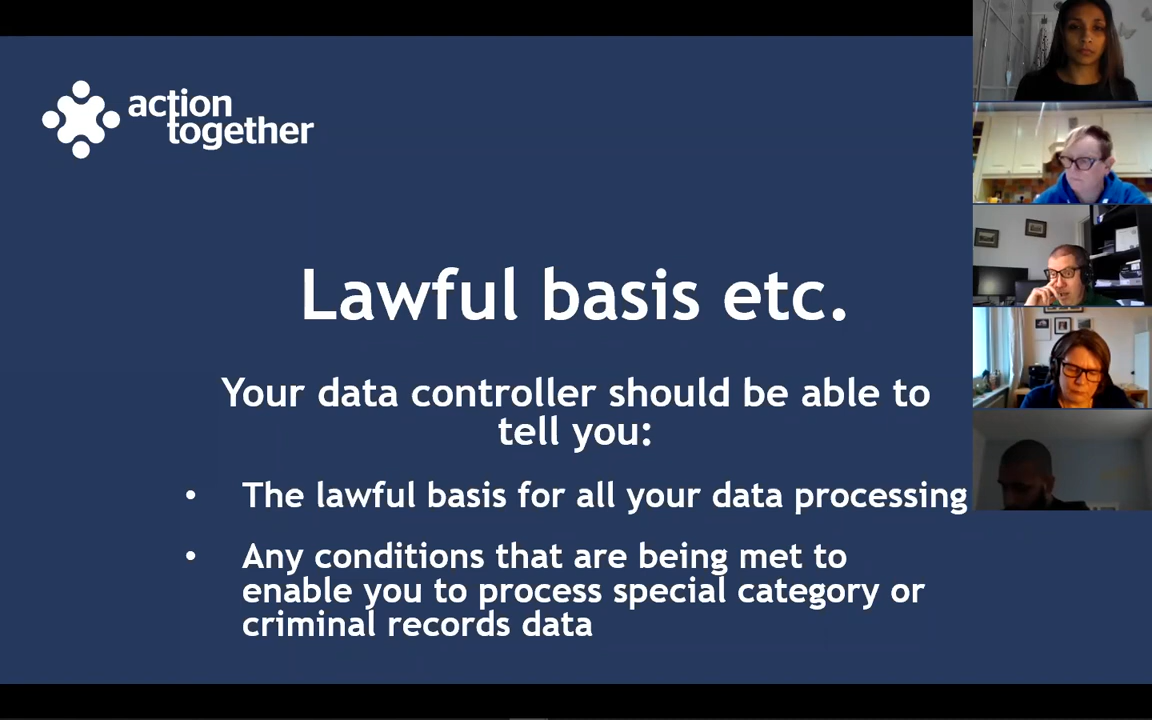 action
together
Lawful basis etc.
Your data controller should be able to
tell you:
• The lawful basis for all your data processing
• Any conditions that are being met to
enable you to process special category or
criminal records data